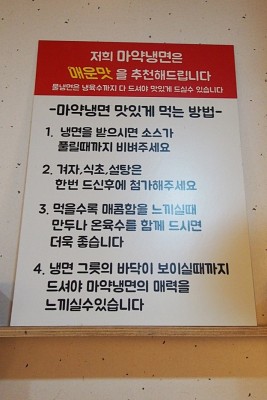 저희 마약냉면은
매운맛 을 추천해드립니다
물냉면은 냉육수까지 다 드셔야 맛있게 드실수 있습니다
-마약냉면 맛있게 먹는 방법-
1. 냉면을 받으시면 소스가
풀릴때까지 비벼주세요
2. 겨자,식초,설탕은
한번 드신후에 첨가해주세요
3. 먹을수록 매콤함을 느끼실때
만두나 온육수를 함께 드시면
더욱 좋습니다
4. 냉면 그릇의 바닥이 보이실때까지
드셔야 마약냉면의 매력을
느끼실수있습니다